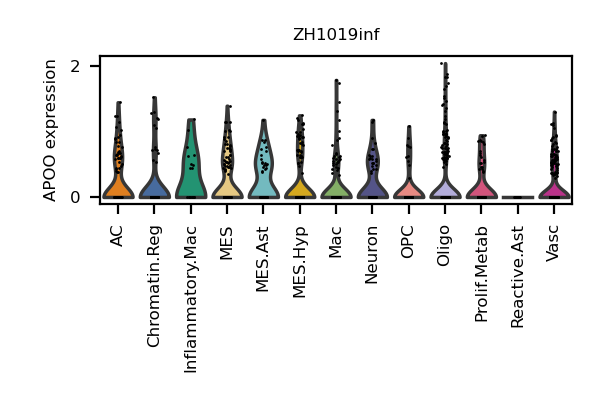 ZH1019inf
APOO expression
2
0
AC
Chromatin.Reg
Inflammatory.Mac
MES
MES.Ast
MES.Hyp
Mac
Neuron
OPC
Oligo
Prolif.Metab
Reactive.Ast
Vasc